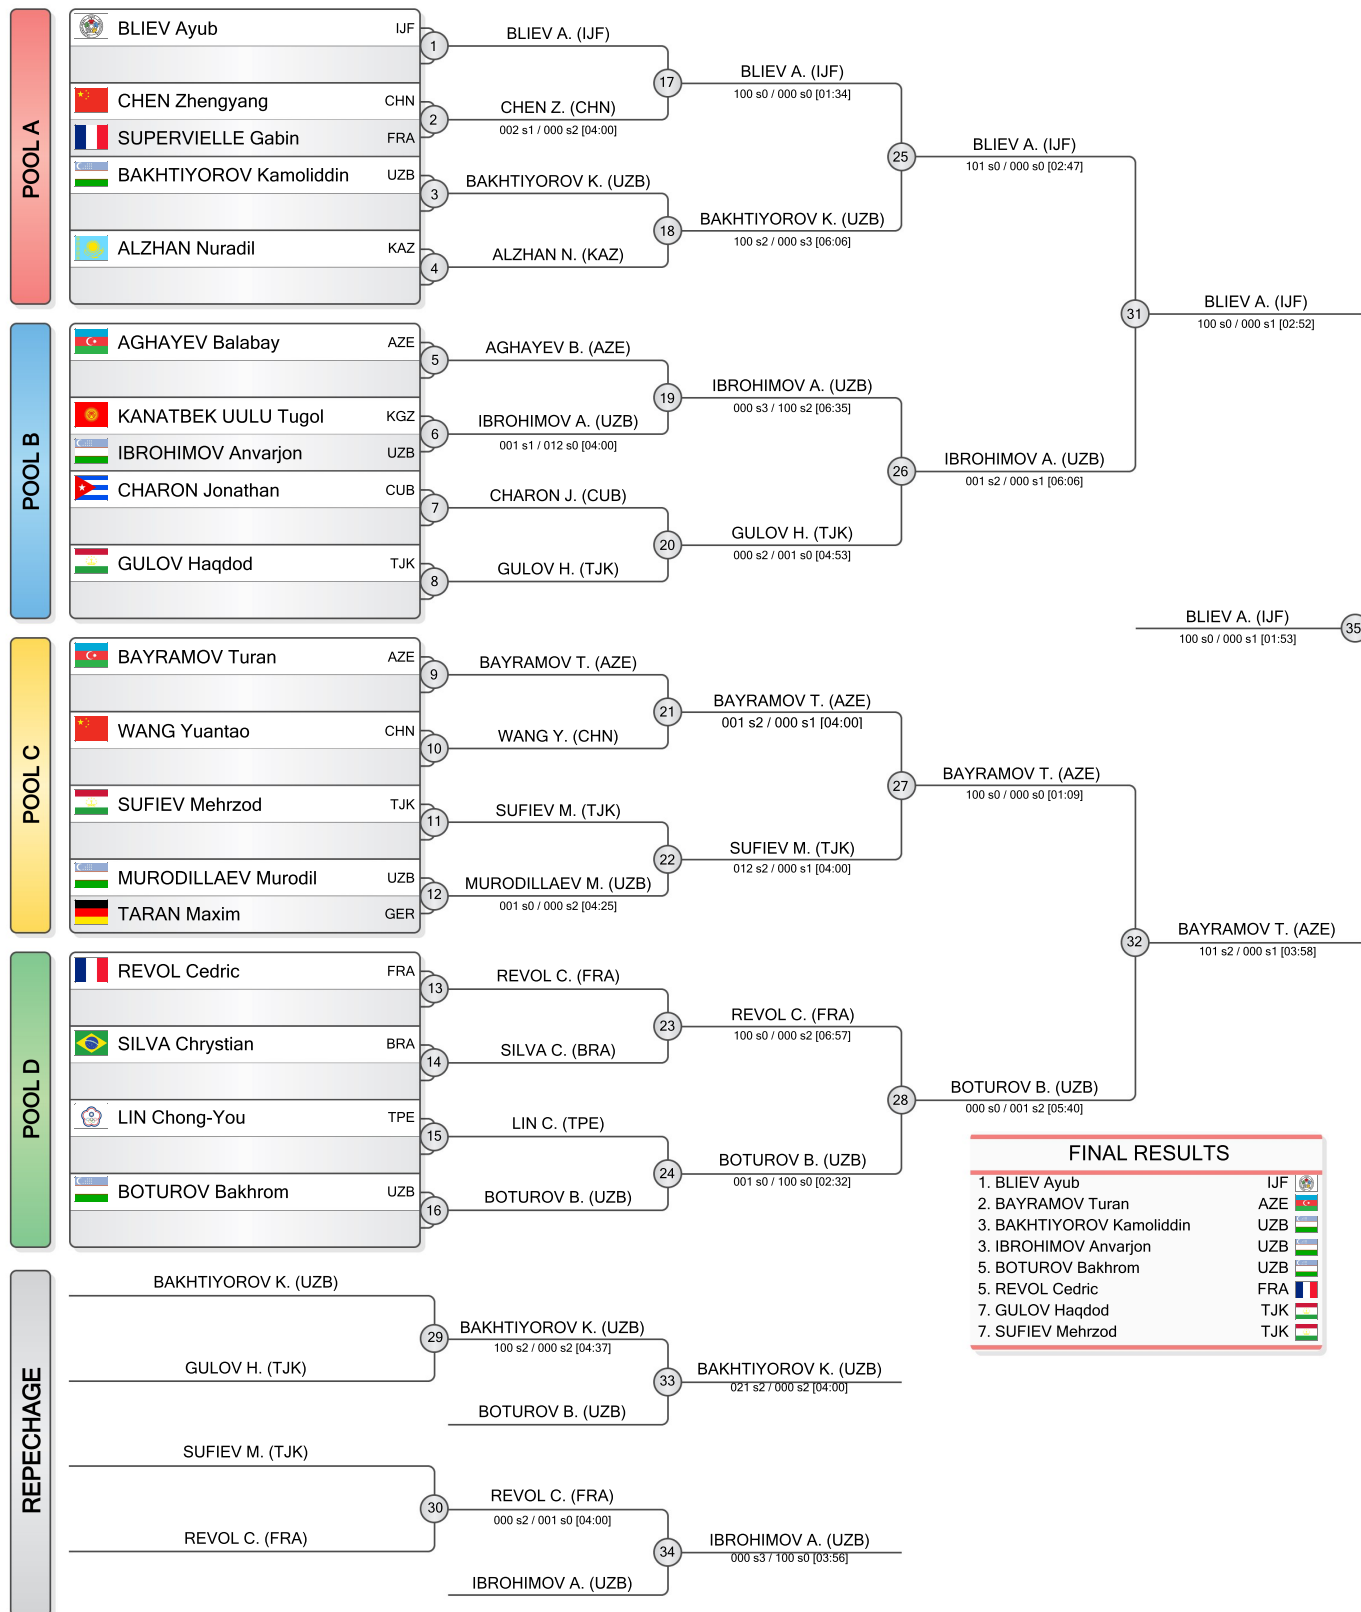 POOL A
BLIEV Ayub IJF
CHEN Zhengyang CHN
SUPERVIELLE Gabin FRA
BAKHTIYOROV Kamoliddin UZB
ALZHAN Nuradil KAZ
1
2
3
4
BLIEV A. (IJF)
CHEN Z. (CHN)
002 s1 / 000 s2 [04:00]
BAKHTIYOROV K. (UZB)
ALZHAN N. (KAZ)
17
18
BLIEV A. (IJF)
100 s0 / 000 s0 [01:34]
BAKHTIYOROV K. (UZB)
100 s2 / 000 s3 [06:06]
25
BLIEV A. (IJF)
101 s0 / 000 s0 [02:47]
POOL B
AGHAYEV Balabay AZE
KANATBEK UULU Tugol KGZ
IBROHIMOV Anvarjon UZB
CHARON Jonathan CUB
GULOV Haqdod TJK
5
6
7
8
AGHAYEV B. (AZE)
IBROHIMOV A. (UZB)
001 s1 / 012 s0 [04:00]
CHARON J. (CUB)
GULOV H. (TJK)
19
20
IBROHIMOV A. (UZB)
000 s3 / 100 s2 [06:35]
GULOV H. (TJK)
000 s2 / 001 s0 [04:53]
26
IBROHIMOV A. (UZB)
001 s2 / 000 s1 [06:06]
31
BLIEV A. (IJF)
100 s0 / 000 s1 [02:52]
BLIEV A. (IJF)
100 s0 / 000 s1 [01:53]
35
POOL C
BAYRAMOV Turan AZE
WANG Yuantao CHN
SUFIEV Mehrzod TJK
MURODILLAEV Murodil UZB
TARAN Maxim GER
9
10
11
12
BAYRAMOV T. (AZE)
WANG Y. (CHN)
SUFIEV M. (TJK)
MURODILLAEV M. (UZB)
001 s0 / 000 s2 [04:25]
21
22
BAYRAMOV T. (AZE)
001 s2 / 000 s1 [04:00]
SUFIEV M. (TJK)
012 s2 / 000 s1 [04:00]
27
BAYRAMOV T. (AZE)
100 s0 / 000 s0 [01:09]
POOL D
REVOL Cedric FRA
SILVA Chrystian BRA
LIN Chong-You TPE
BOTUROV Bakhrom UZB
13
14
15
16
REVOL C. (FRA)
SILVA C. (BRA)
LIN C. (TPE)
BOTUROV B. (UZB)
23
24
REVOL C. (FRA)
100 s0 / 000 s2 [06:57]
BOTUROV B. (UZB)
001 s0 / 100 s0 [02:32]
28
BOTUROV B. (UZB)
000 s0 / 001 s2 [05:40]
32
BAYRAMOV T. (AZE)
101 s2 / 000 s1 [03:58]
FINAL RESULTS
1. BLIEV Ayub IJF
2. BAYRAMOV Turan AZE
3. BAKHTIYOROV Kamoliddin UZB
3. IBROHIMOV Anvarjon UZB
5. BOTUROV Bakhrom UZB
5. REVOL Cedric FRA
7. GULOV Haqdod TJK
7. SUFIEV Mehrzod TJK
REPECHAGE
BAKHTIYOROV K. (UZB)
GULOV H. (TJK)
29
BAKHTIYOROV K. (UZB)
100 s2 / 000 s2 [04:37]
BOTUROV B. (UZB)
33
BAKHTIYOROV K. (UZB)
021 s2 / 000 s2 [04:00]
SUFIEV M. (TJK)
REVOL C. (FRA)
30
REVOL C. (FRA)
000 s2 / 001 s0 [04:00]
IBROHIMOV A. (UZB)
34
IBROHIMOV A. (UZB)
000 s3 / 100 s0 [03:56]